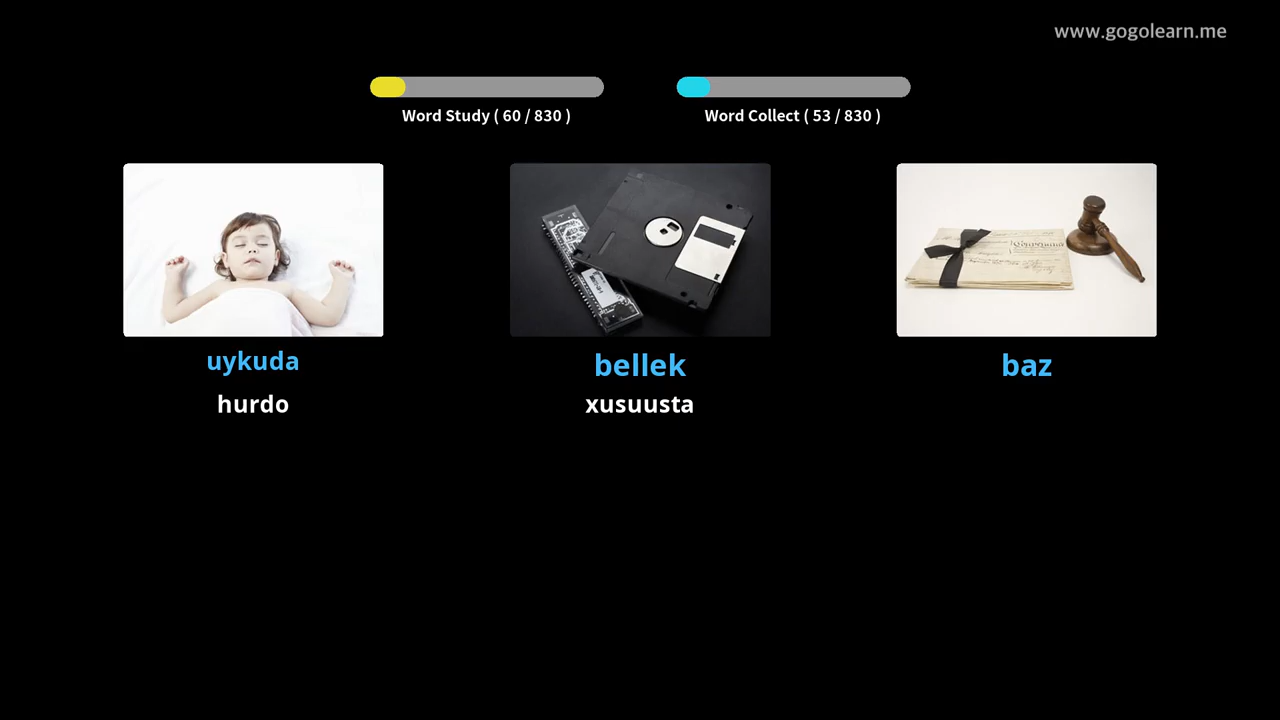 www.gogolearn.me
Word Study ( 60 / 830 )
Word Collect ( 53 / 830 )
uykuda
bellek
baz
hurdo
xusuusta